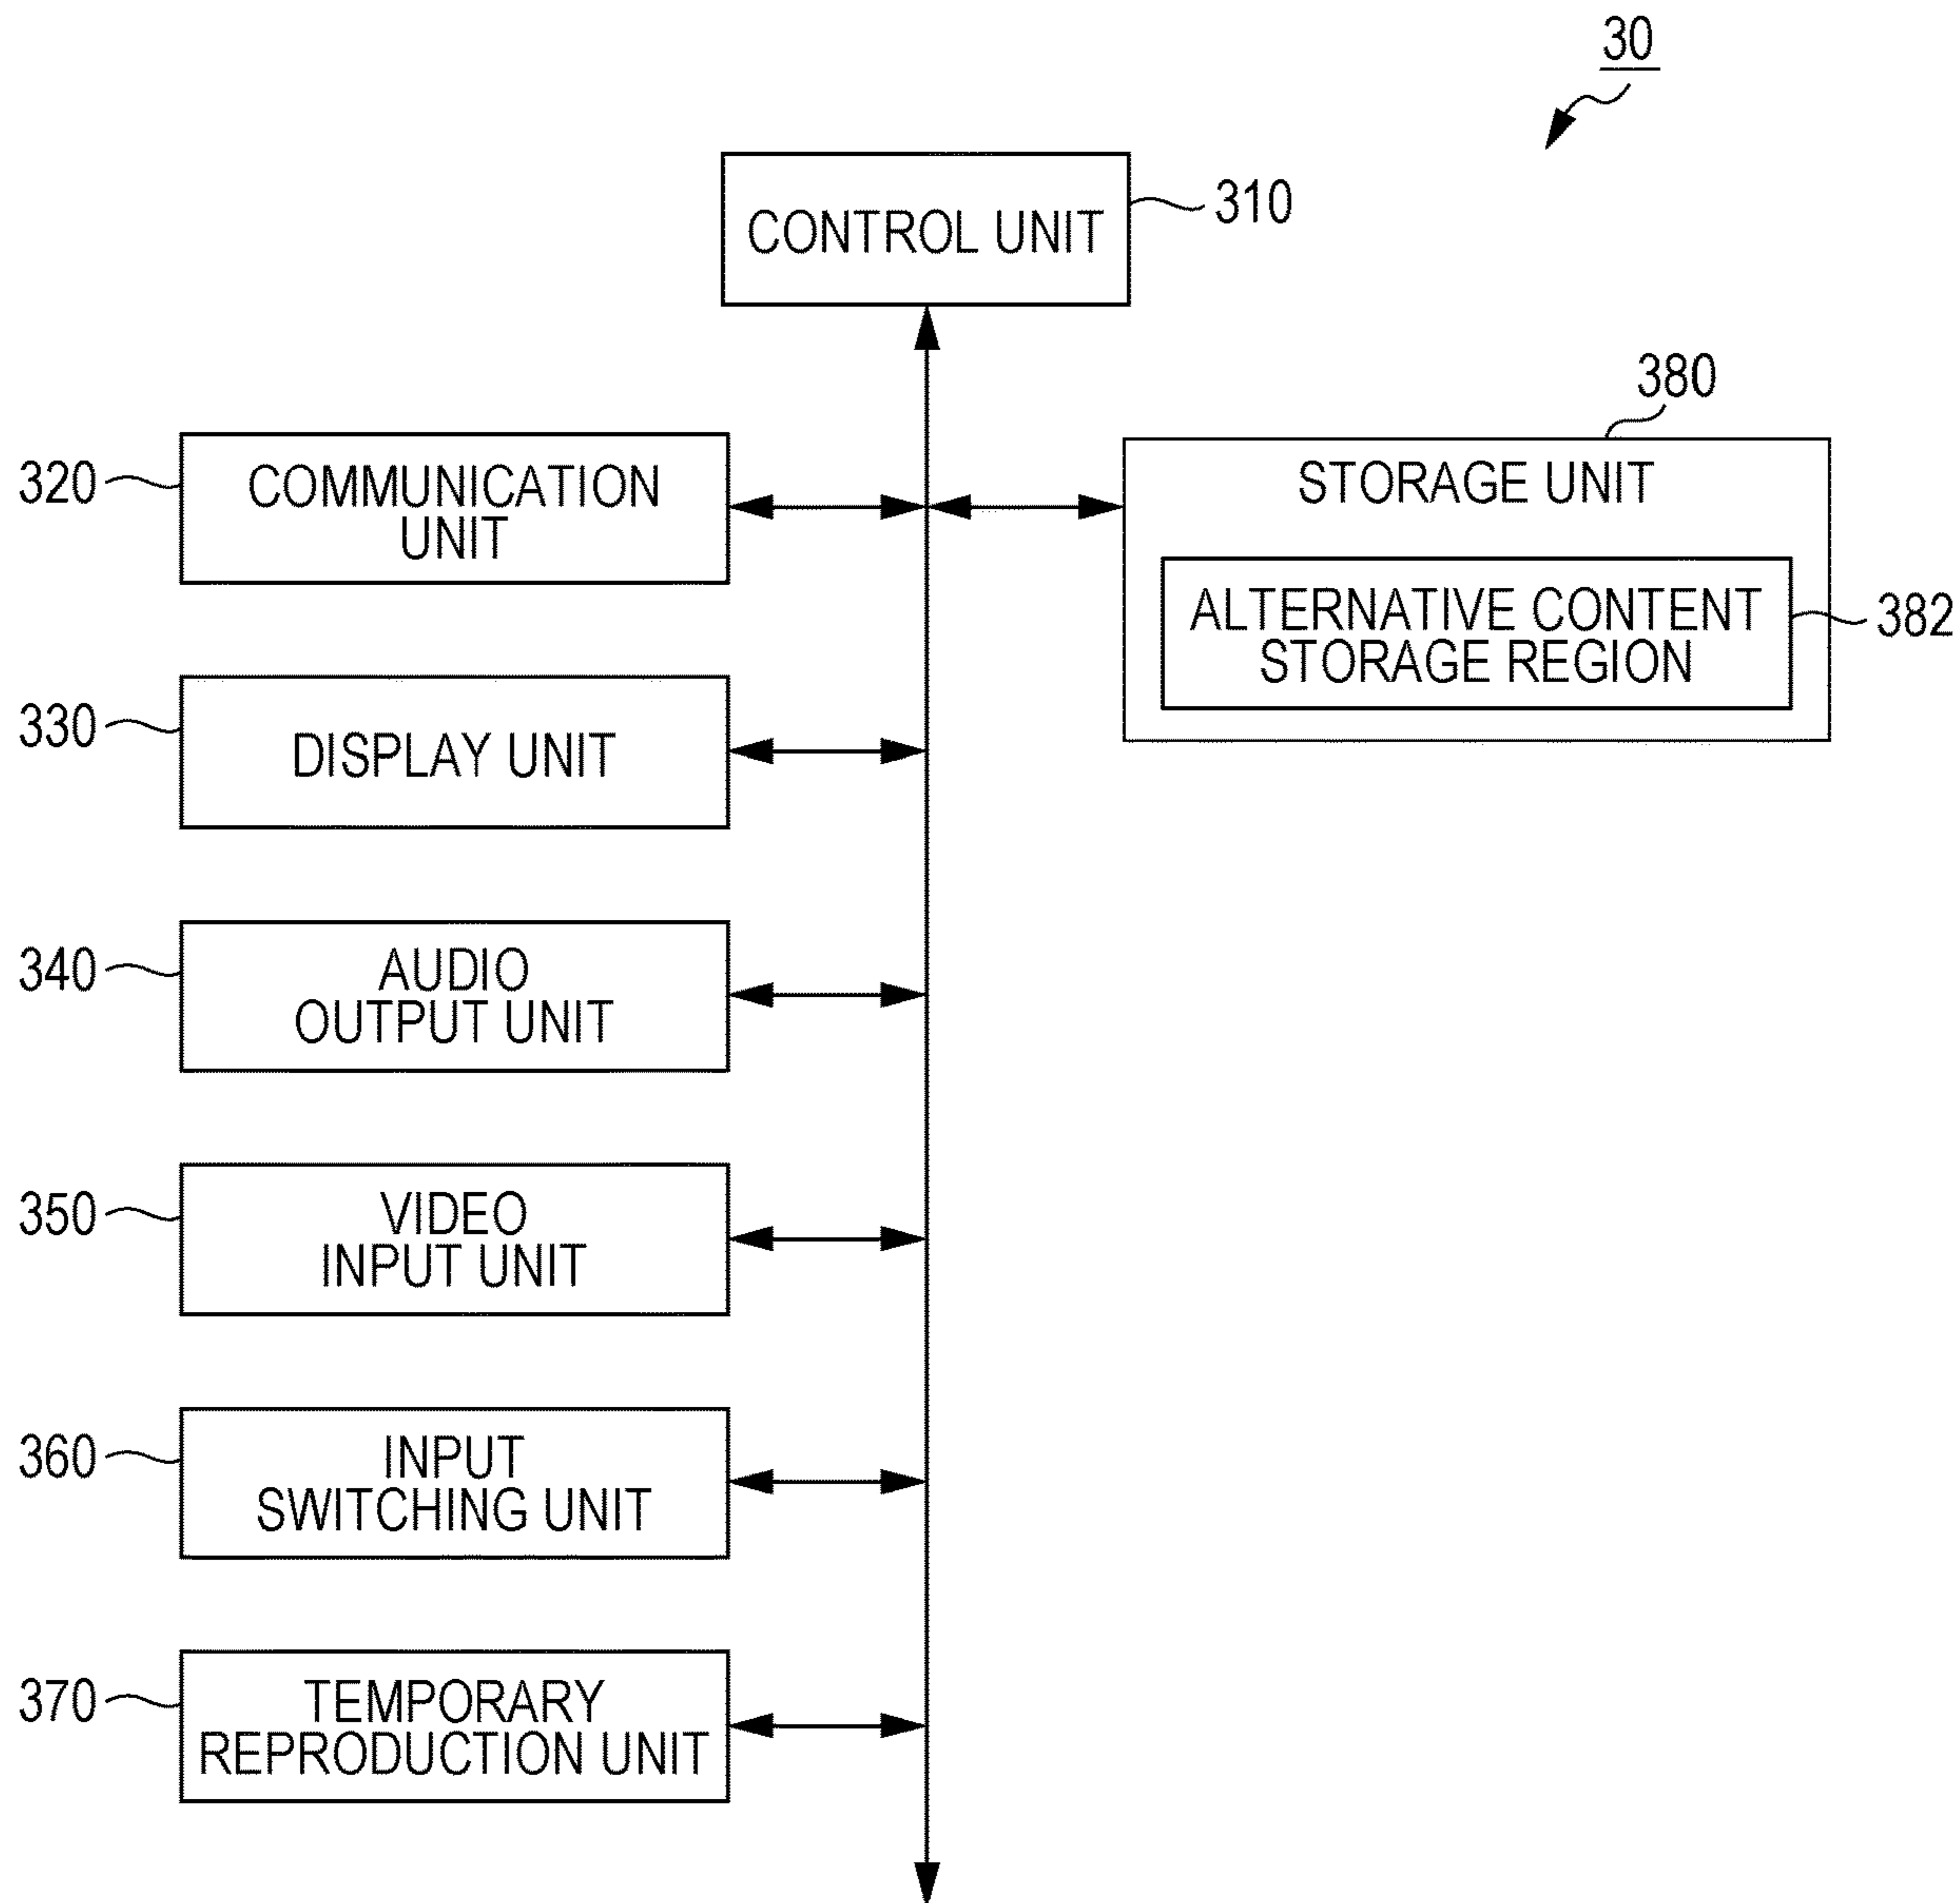 30
CONTROL UNIT
310
380
320
COMMUNICATION
UNIT
STORAGE UNIT
ALTERNATIVE CONTENT
STORAGE REGION
382
330
DISPLAY UNIT
340
AUDIO
OUTPUT UNIT
350
VIDEO
INPUT UNIT
360
INPUT
SWITCHING UNIT
370
TEMPORARY
REPRODUCTION UNIT